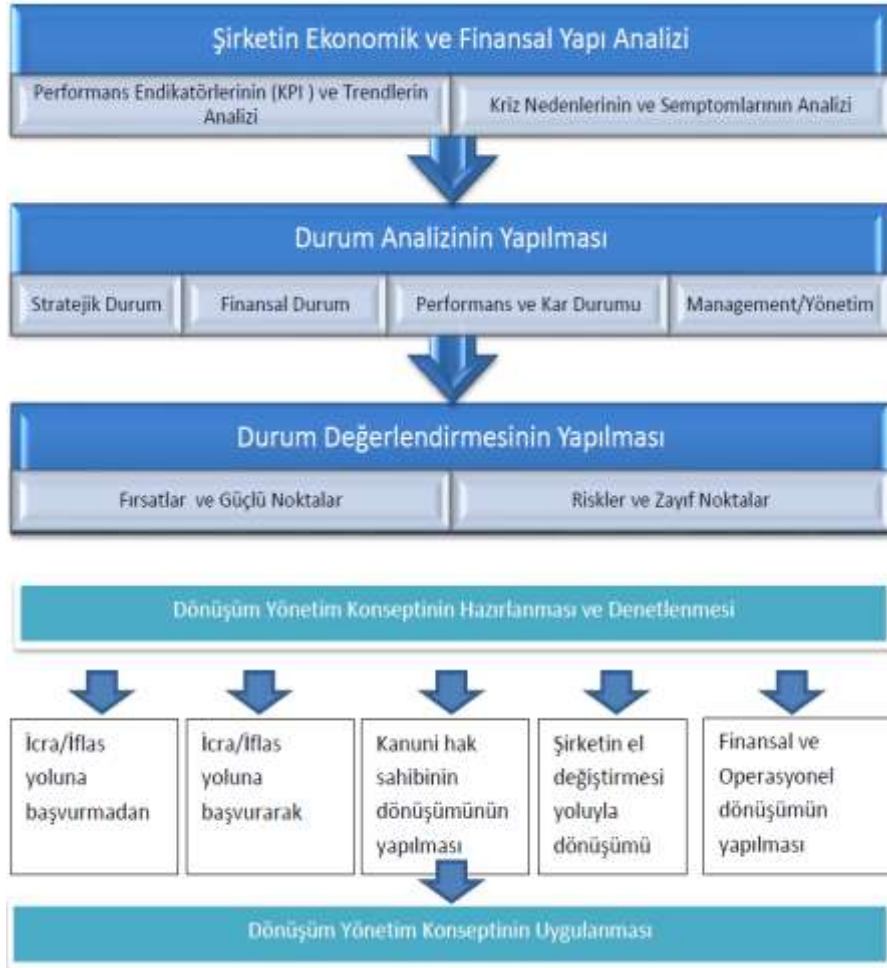 Şirketin Ekonomik ve Finansal Yapı Analizi
Performans Endikatörlerinin (KPI ) ve Trendlerin
Analizi
Kriz Nedenlerinin ve Semptomlarının Analizi
Durum Analizinin Yapılması
Stratejik Durum
Finansal Durum
Performans ve Kar Durumu
Management/Yönetim
Durum Değerlendirmesinin Yapılması
Fırsatlar ve Güçlü Noktalar
Riskler ve Zayıf Noktalar
Dönüşüm Yönetim Konseptinin Hazırlanması ve Denetlenmesi
İcra/İflas
yoluna
başvurmadan
İcra/İflas
yoluna
başvurarak
Kanuni hak
sahibinin
dönüşümünün
yapılması
Şirketin el
değiştirmesi
yoluyla
dönüşümü
Finansal ve
Operasyonel
dönüşümün
yapılması
Dönüşüm Yönetim Konseptinin Uygulanması